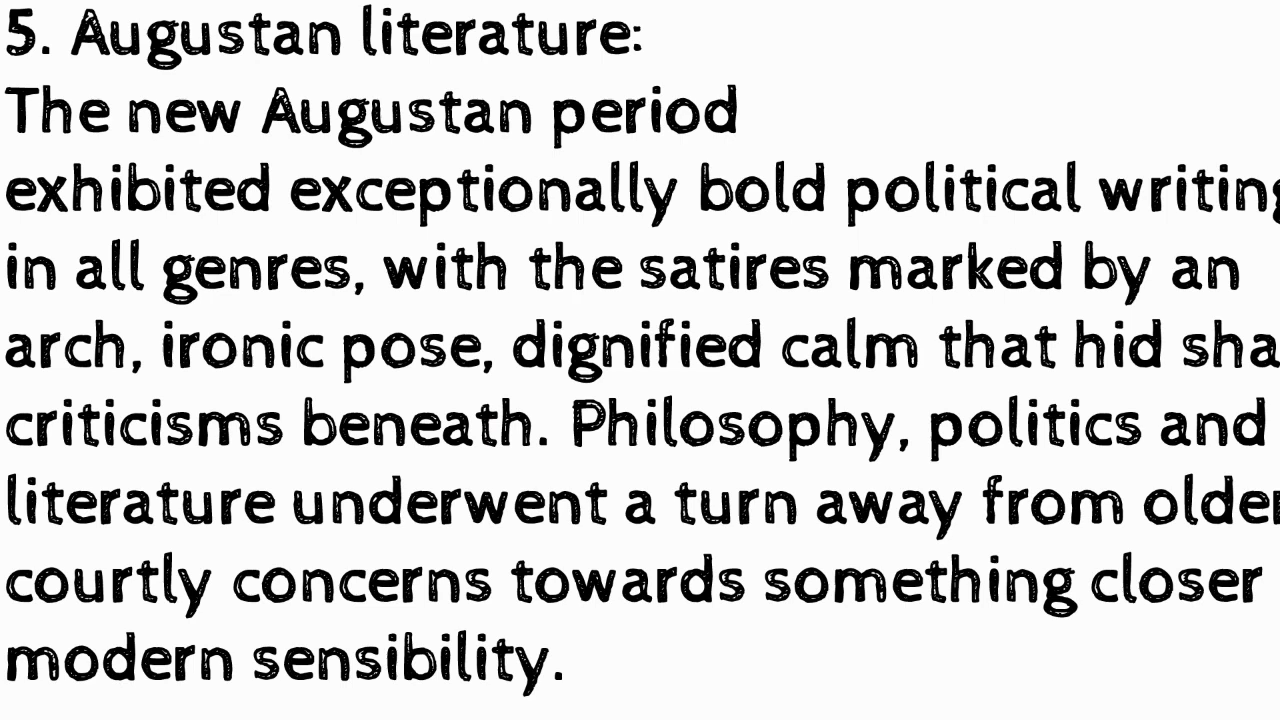 5. Augustan literature:
The new Augustan period
exhibited exceptionally bold political writing
in all genres, with the satires marked by an
arch, ironic pose, dignified calm that hid
criticisms beneath. Philosophy, politics and
literature underwent a turn away from older
courtly concerns towards something closer
modern sensibility.